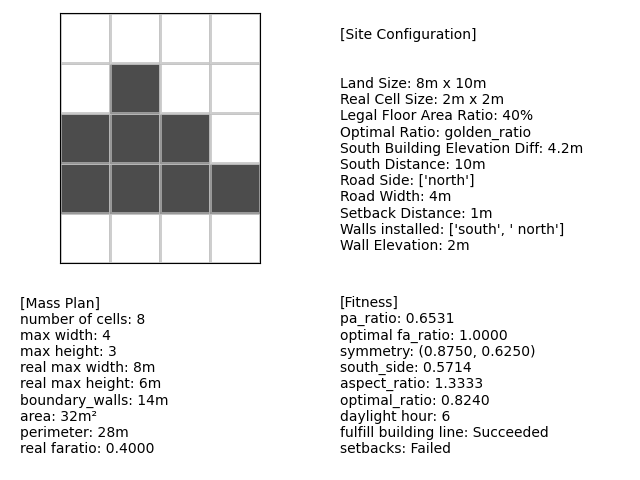 [Site Configuration]
Land Size: 8m x 10m
Real Cell Size: 2m x 2m
Legal Floor Area Ratio: 40%
Optimal Ratio: golden_ratio
South Building Elevation Diff: 4.2m
South Distance: 10m
Road Side: ['north']
Road Width: 4m
Setback Distance: 1m
Walls installed: ['south', ' north']
Wall Elevation: 2m
[Mass Plan]
number of cells: 8
max width: 4
max height: 3
real max width: 8m
real max height: 6m
boundary_walls: 14m
area: 32m²
perimeter: 28m
real faratio: 0.4000
[Fitness]
pa_ratio: 0.6531
optimal fa_ratio: 1.0000
symmetry: (0.8750, 0.6250)
south_side: 0.5714
aspect_ratio: 1.3333
optimal_ratio: 0.8240
daylight hour: 6
fulfill building line: Succeeded
setbacks: Failed